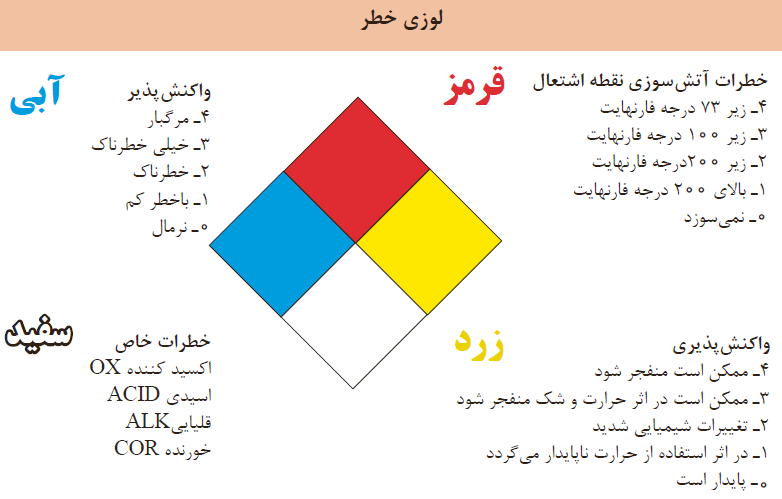 لوزی خطر
قرمز
خطرات آتش‌سوزی نقطه اشتعال
۴ـ زیر ۷۳ درجه فارنهایت
۳ـ زیر ۱۰۰ درجه فارنهایت
۲ـ زیر ۲۰۰درجه فارنهایت
۱ـ بالای ۲۰۰ درجه فارنهایت
۰ـ نمی‌سوزد
آبی
واکنش‌پذیر
۴ـ مرگبار
۳ـ خیلی خطرناک
۲ـ خطرناک
۱ـ باخطر کم
۰ـ نرمال
زرد
واکنش‌پذیری
۴ـ ممکن است منفجر شود
۳ـ ممکن است در اثر حرارت و شک منفجر شود
۲ـ تغییرات شیمیایی شدید
۱ـ در اثر استفاده از حرارت ناپایدار می‌گردد
۰ـ پایدار است
سفید
خطرات خاص
اکسید کننده OX
اسیدی ACID
قلیاییALK
خورنده COR